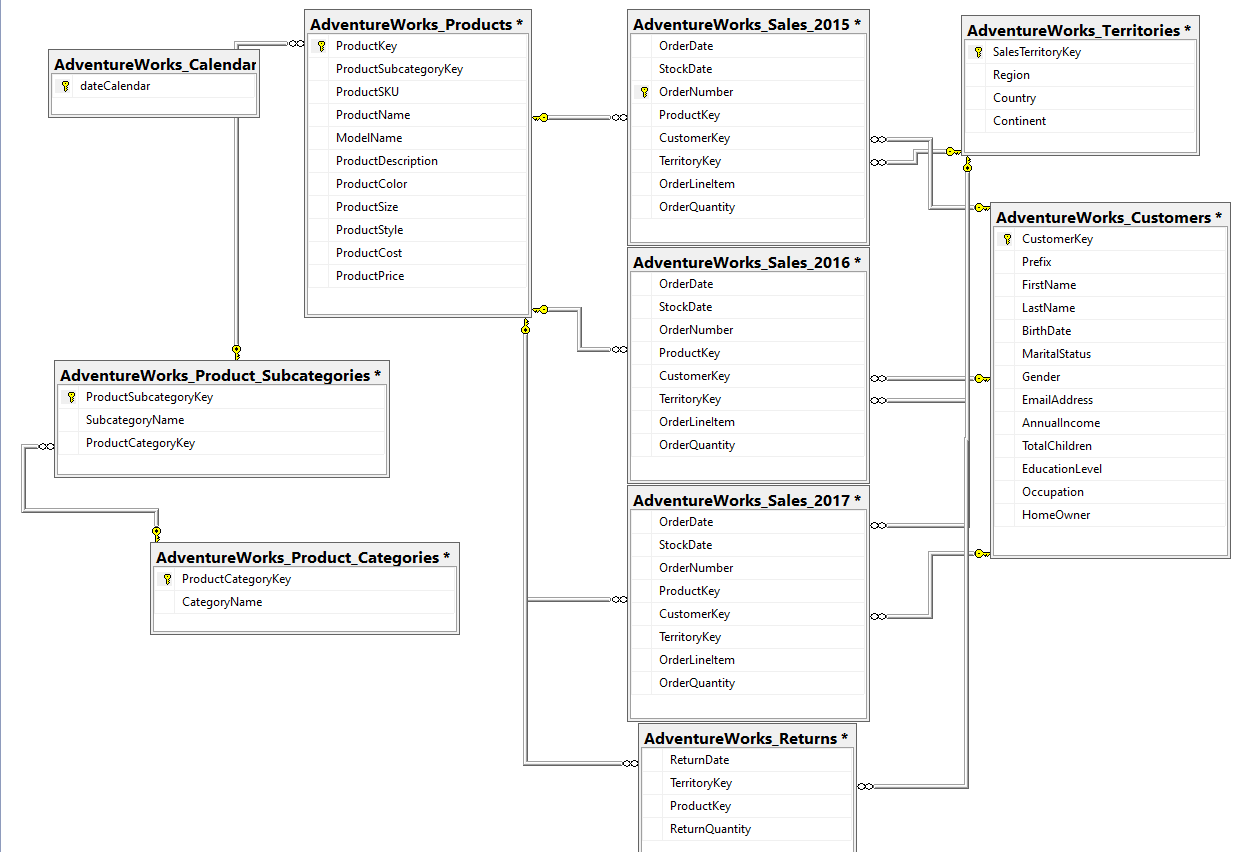 AdventureWorks_Calendar
dateCalendar
AdventureWorks_Products *
ProductKey
ProductSubcategoryKey
ProductSKU
ProductName
ModelName
ProductDescription
ProductColor
ProductSize
ProductStyle
ProductCost
ProductPrice
AdventureWorks_Product_Subcategories *
ProductSubcategoryKey
SubcategoryName
ProductCategoryKey
AdventureWorks_Product_Categories *
ProductCategoryKey
CategoryName
AdventureWorks_Sales_2015 *
OrderDate
StockDate
OrderNumber
ProductKey
CustomerKey
TerritoryKey
OrderLineItem
OrderQuantity
AdventureWorks_Sales_2016 *
OrderDate
StockDate
OrderNumber
ProductKey
CustomerKey
TerritoryKey
OrderLineItem
OrderQuantity
AdventureWorks_Sales_2017 *
OrderDate
StockDate
OrderNumber
ProductKey
CustomerKey
TerritoryKey
OrderLineItem
OrderQuantity
AdventureWorks_Returns *
ReturnDate
TerritoryKey
ProductKey
ReturnQuantity
AdventureWorks_Territories *
SalesTerritoryKey
Region
Country
Continent
AdventureWorks_Customers *
CustomerKey
Prefix
FirstName
LastName
BirthDate
MaritalStatus
Gender
EmailAddress
AnnualIncome
TotalChildren
EducationLevel
Occupation
HomeOwner